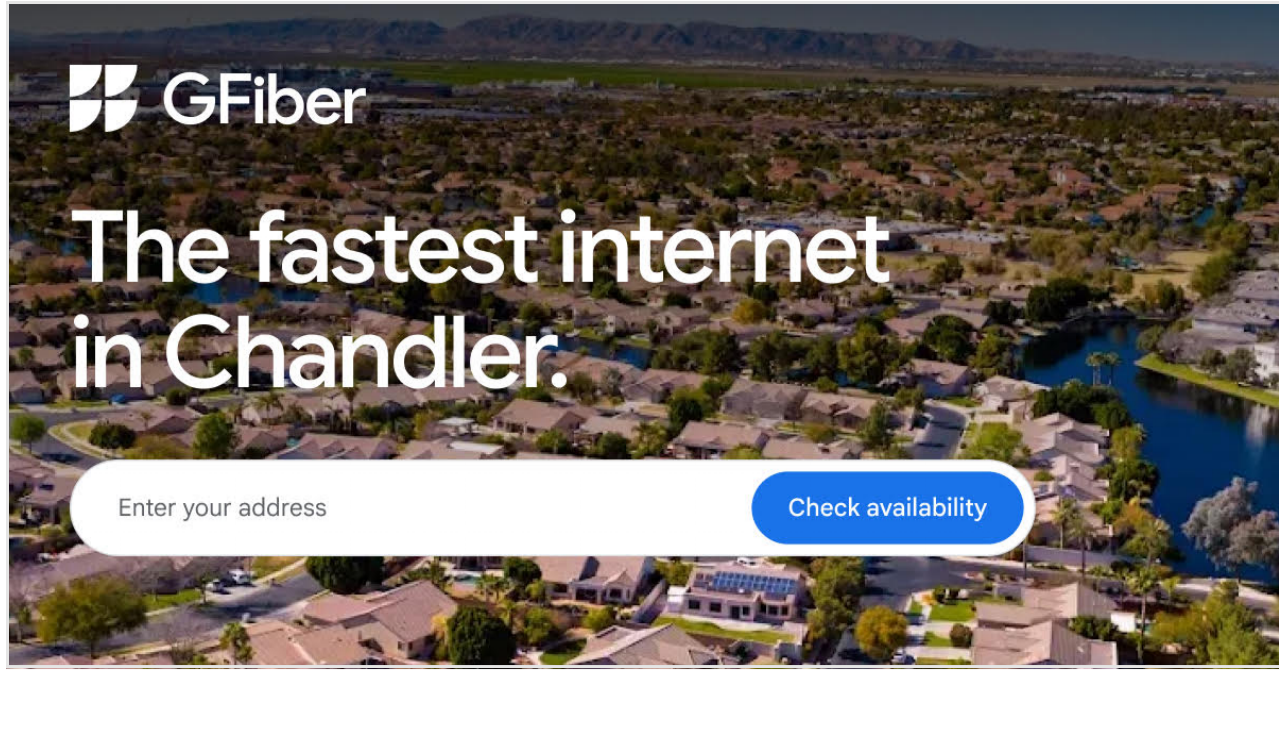 GFiber
The fastest internet
in Chandler.
Enter your address
Check availability